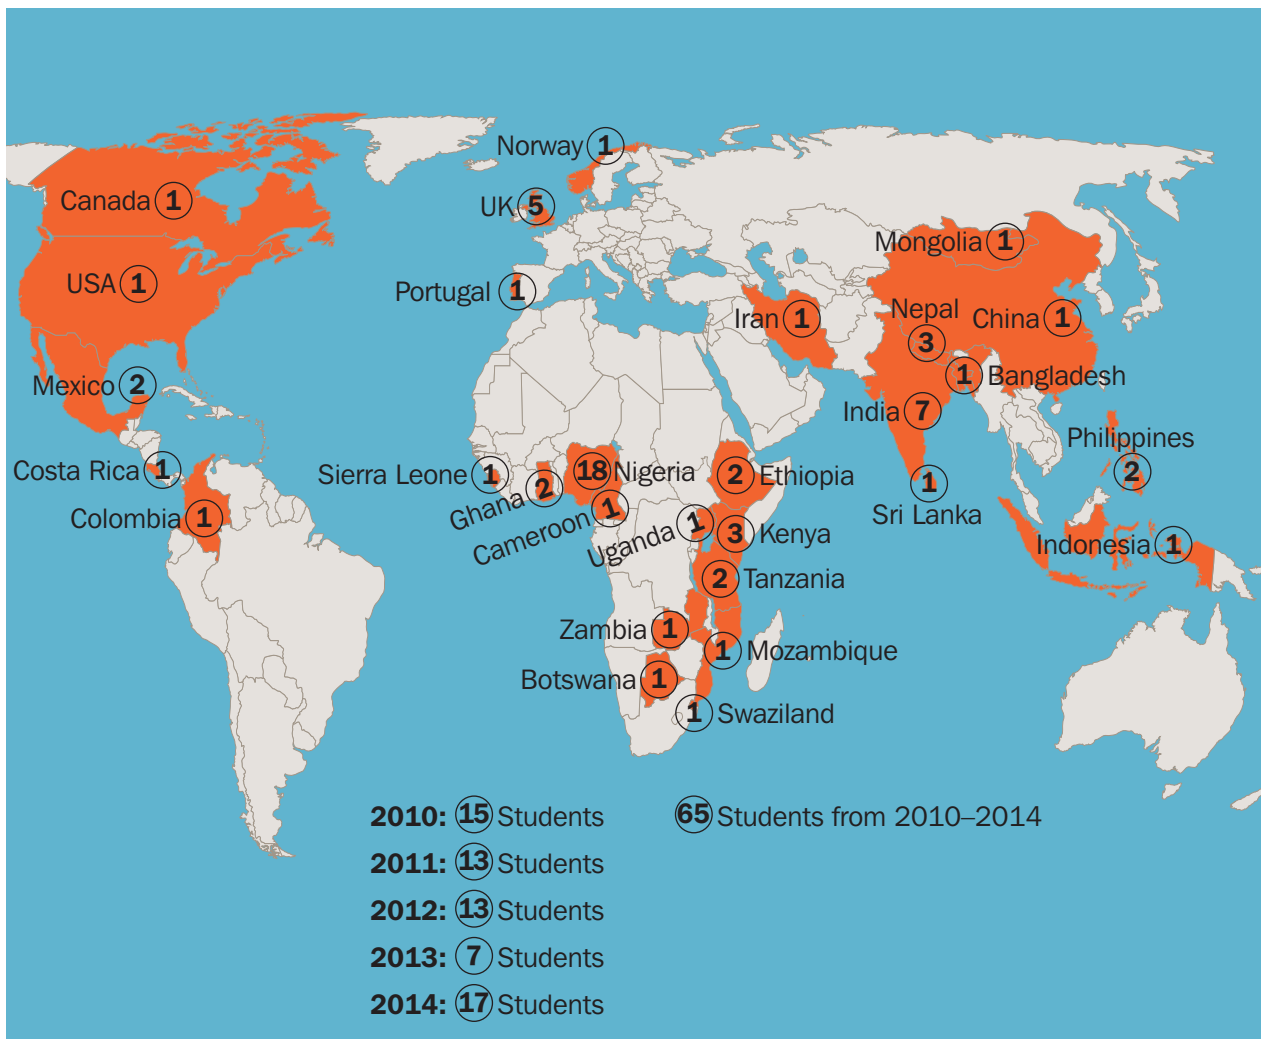 Norway 1
Canada 1
UK 5
Mongolia 1
USA 1
Portugal 1
Iran 1
Nepal
3
China 1
Mexico 2
1 Bangladesh
India 7
Philippines
2
Costa Rica 1
Sierra Leone 1
Ghana 2
18 Nigeria
2 Ethiopia
1
Sri Lanka
Colombia 1
Cameroon 1
Uganda 1
3 Kenya
Indonesia 1
2 Tanzania
Zambia 1
1 Mozambique
Botswana 1
1 Swaziland
2010: 15 Students
65 Students from 2010–2014
2011: 13 Students
2012: 13 Students
2013: 7 Students
2014: 17 Students